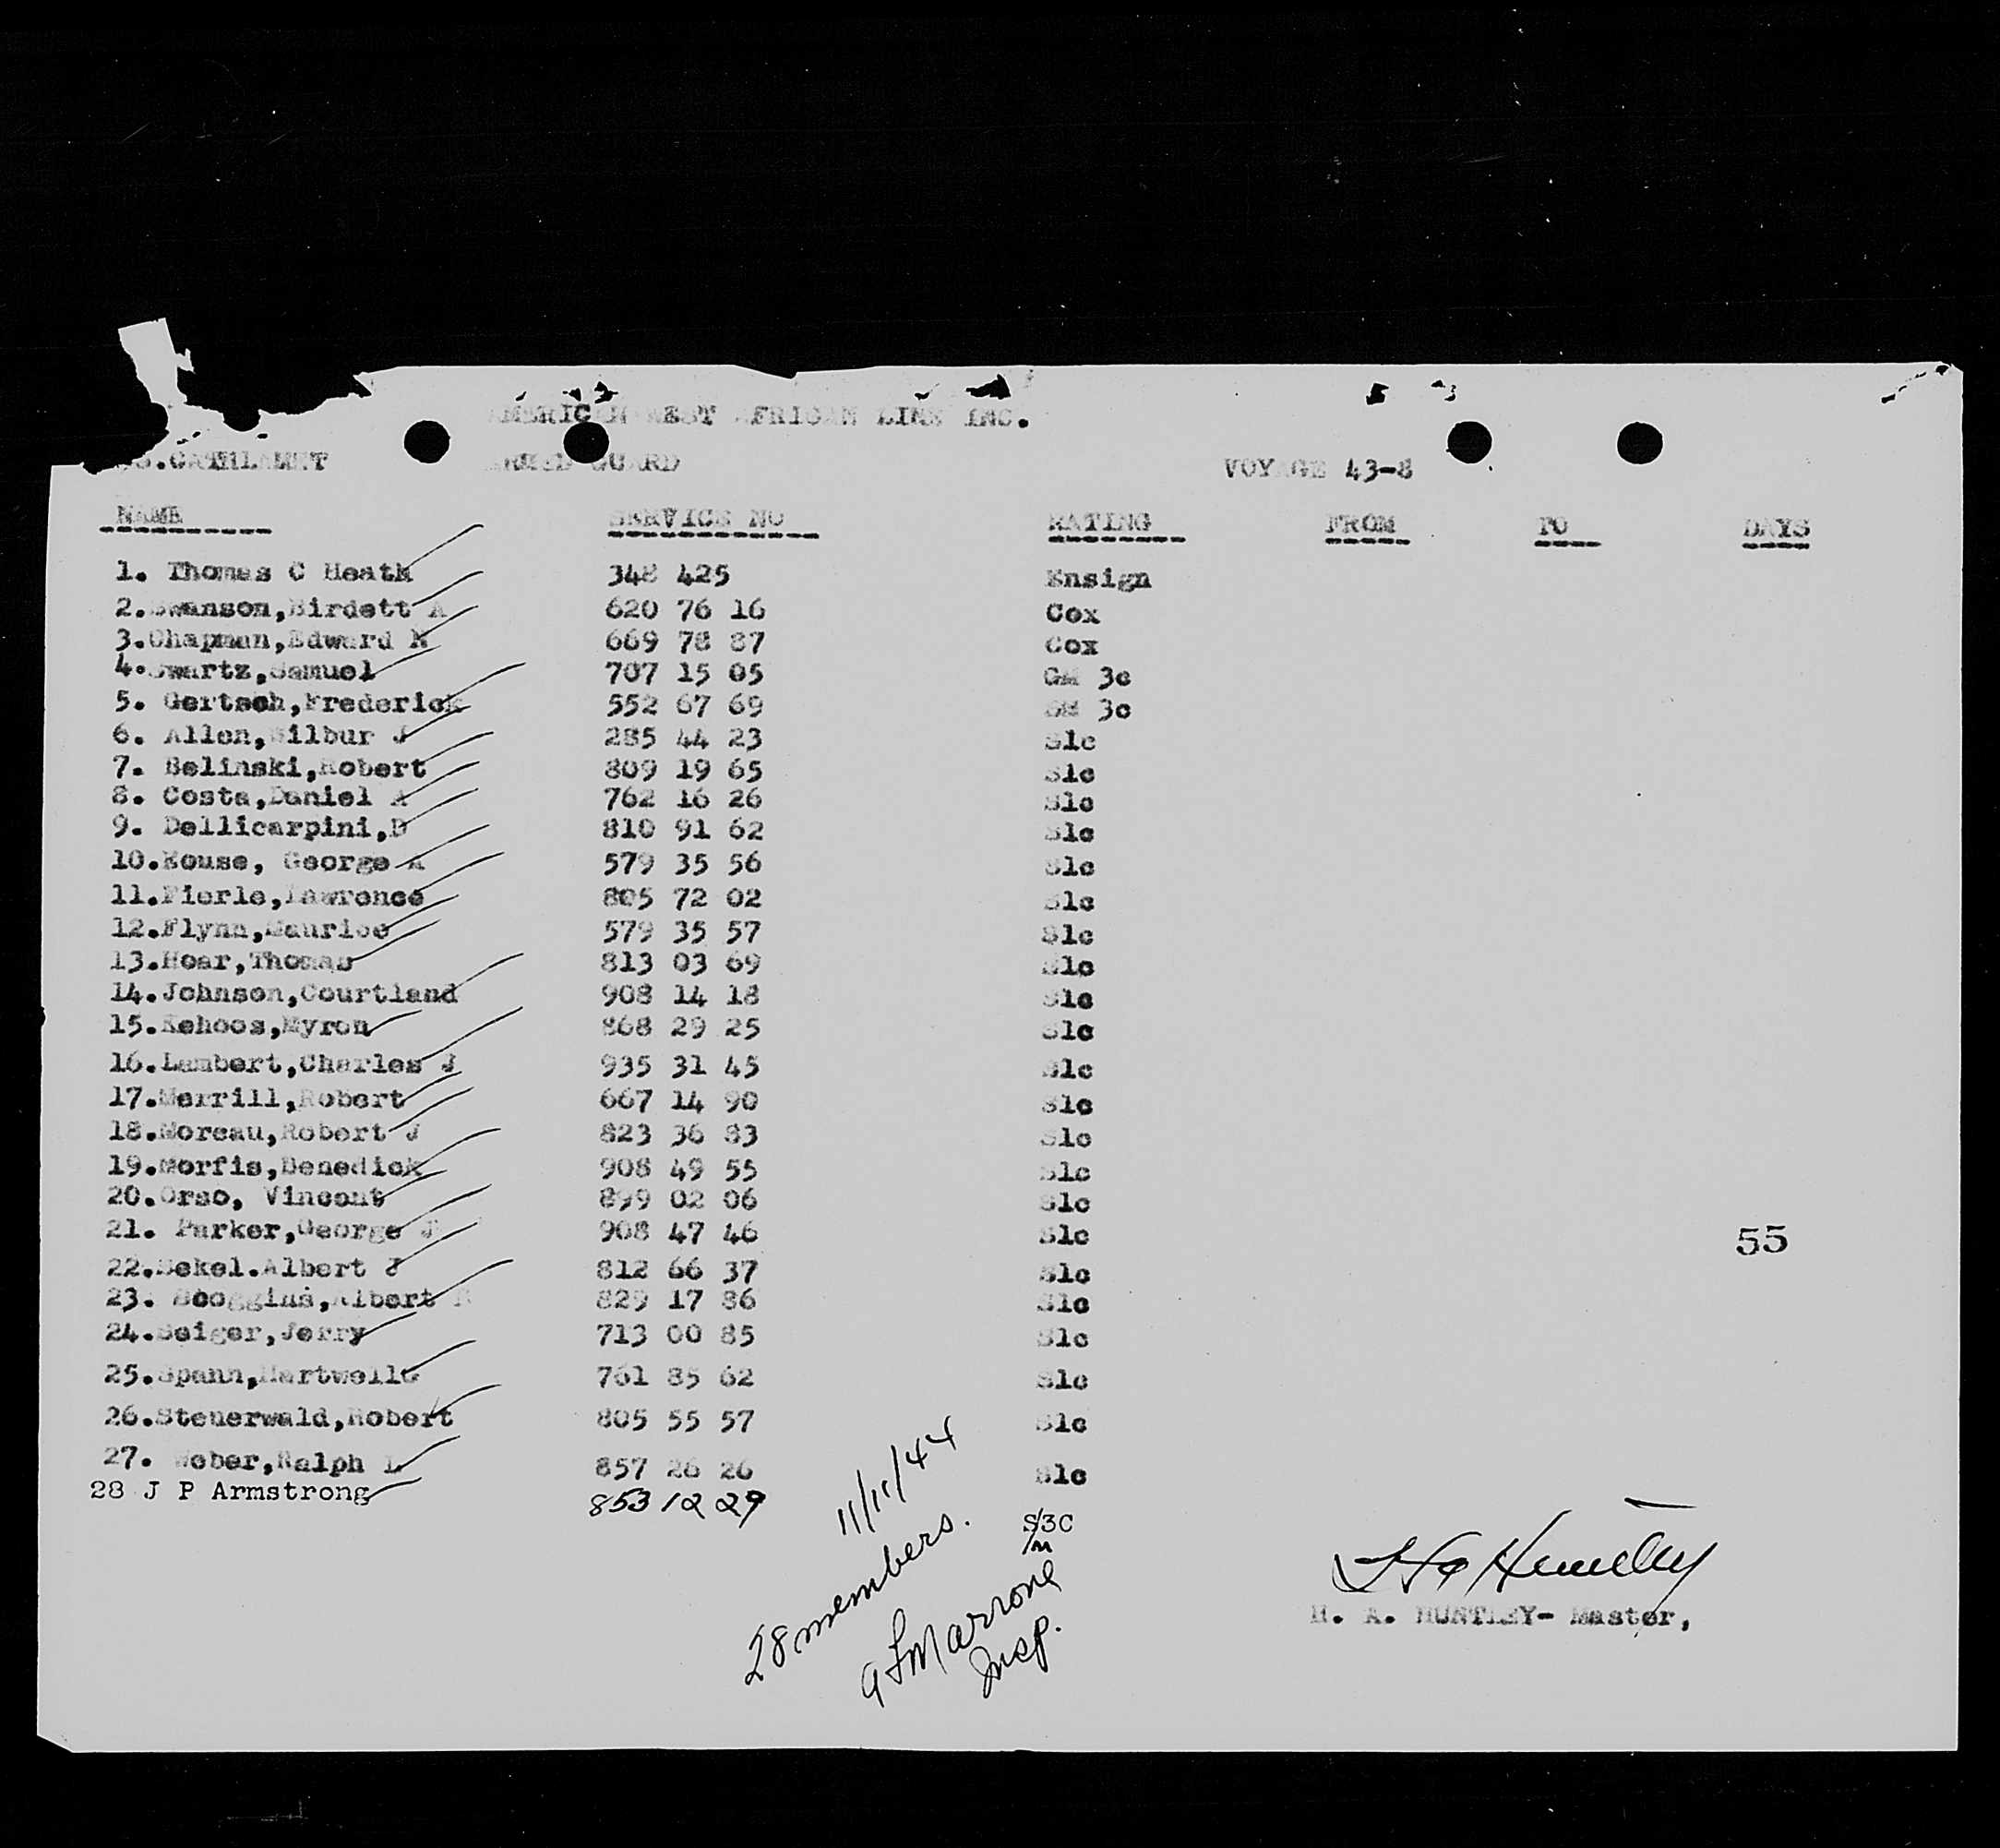 AMERICAN WEST AFRICAN LINE INC.
S.CATHLAMET ARMED GUARD VOYAGE 43-8
NAME SERVICE NO RATING FROM TO DAYS
1. Thomas C Heath 348 425 Ensign
2.Swanson,Birdett A 620 76 16 Cox
3.Chapman,Edward N 669 78 87 Cox
4.Swartz,Samuel 707 15 05 GM 3c
5. Gertsch,Frederick 552 67 69 3c
6. Allen,Wilbur J 285 44 23 S1c
7. Belinski,Robert 809 19 65 S1c
8. Costa,Daniel A 762 16 26 S1c
9. Dellicarpini,D 810 91 62 S1c
10.Kouse, George A 579 35 56 S1c
11.Fierle,Lawrence 805 72 02 S1c
12.Flynn,Maurice 579 35 57 S1c
13.Hoar,Thomas 813 03 69 S1c
14.Johnson,Courtland 908 14 18 S1c
15.Kehoos,Myron 868 29 25 S1c
16.Lambert,Charles J 935 31 45 S1c
17.Merrill,Robert 667 14 90 S1c
18.Moreau,Robert J 823 36 83 S1c
19.Morfis,Benedick 908 49 55 S1c
20.Orso, Vincent 899 02 06 S1c
21. Parker,George J 908 47 46 S1c 55
22.Sekel.Albert J 812 66 37 S1c
23. Scoggins,Albert R 829 17 86 S1c
24.Seiger,Jerry 713 00 85 S1c
25.Spann,HartwellG 761 85 62 S1c
26.Steuerwald,Robert 805 55 57 S1c
27. Weber,Ralph L 857 26 26 S1c
28 J P Armstrong 853 12 29 S/3C
M
11/11/44
28 members.
A F Marrone
Insp.
H A Huntley
H. A. HUNTLEY- Master,